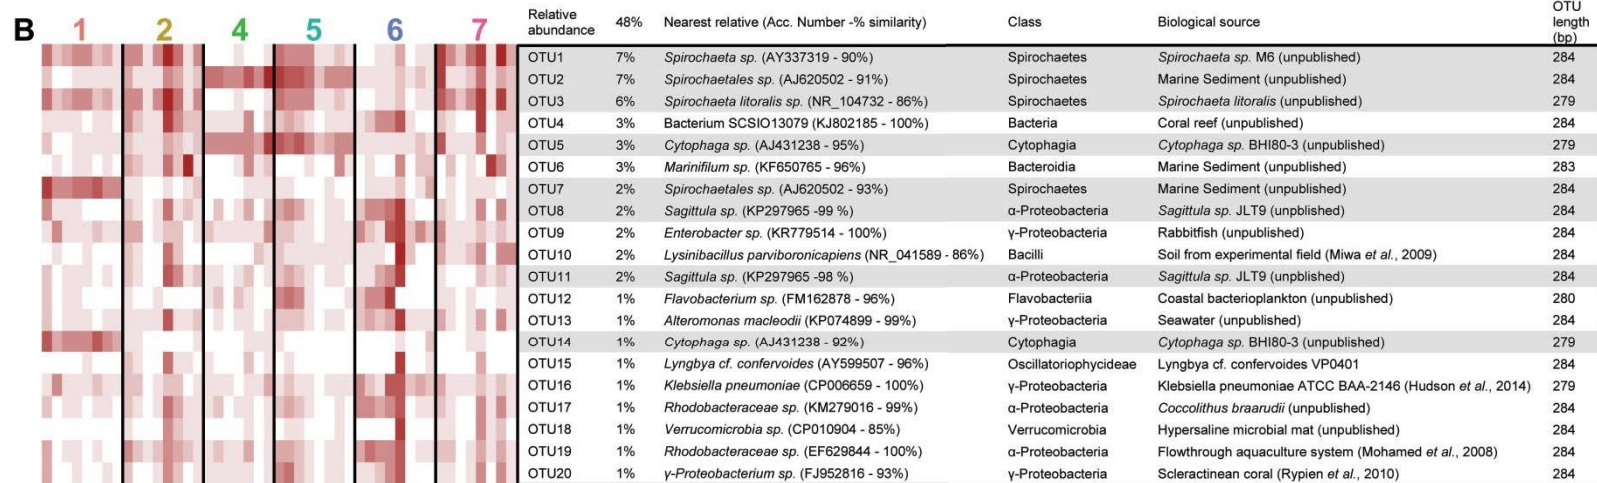 B
1 2 4 5 6 7
Relative abundance 48% Nearest relative (Acc. Number -% similarity) Class Biological source OTU length (bp)
OTU1 7% Spirochaeta sp. (AY337319 - 90%) Spirochaetes Spirochaeta sp. M6 (unpublished) 284
OTU2 7% Spirochaetales sp. (AJ620502 - 91%) Spirochaetes Marine Sediment (unpublished) 284
OTU3 6% Spirochaeta litoralis sp. (NR_104732 - 86%) Spirochaetes Spirochaeta litoralis (unpublished) 279
OTU4 3% Bacterium SCSIO13079 (KJ802185 - 100%) Bacteria Coral reef (unpublished) 284
OTU5 3% Cytophaga sp. (AJ431238 - 95%) Cytophagia Cytophaga sp. BHI80-3 (unpublished) 279
OTU6 3% Marinifilum sp. (KF650765 - 96%) Bacteroidia Marine Sediment (unpublished) 283
OTU7 2% Spirochaetales sp. (AJ620502 - 93%) Spirochaetes Marine Sediment (unpublished) 284
OTU8 2% Sagittula sp. (KP297965 -99 %) α-Proteobacteria Sagittula sp. JLT9 (unpblished) 284
OTU9 2% Enterobacter sp. (KR779514 - 100%) γ-Proteobacteria Rabbitfish (unpublished) 284
OTU10 2% Lysinibacillus parviboronicapiens (NR_041589 - 86%) Bacilli Soil from experimental field (Miwa et al., 2009) 284
OTU11 2% Sagittula sp. (KP297965 -98 %) α-Proteobacteria Sagittula sp. JLT9 (unpblished) 284
OTU12 1% Flavobacterium sp. (FM162878 - 96%) Flavobacteriia Coastal bacterioplankton (unpublished) 280
OTU13 1% Alteromonas macleodii (KP074899 - 99%) γ-Proteobacteria Seawater (unpublished) 284
OTU14 1% Cytophaga sp. (AJ431238 - 92%) Cytophagia Cytophaga sp. BHI80-3 (unpublished) 279
OTU15 1% Lyngbya cf. confervoides (AY599507 - 96%) Oscillatoriophycideae Lyngbya cf. confervoides VP0401 284
OTU16 1% Klebsiella pneumoniae (CP006659 - 100%) γ-Proteobacteria Klebsiella pneumoniae ATCC BAA-2146 (Hudson et al., 2014) 279
OTU17 1% Rhodobacteraceae sp. (KM279016 - 99%) α-Proteobacteria Coccolithus braarudii (unpublished) 284
OTU18 1% Verrucomicrobia sp. (CP010904 - 85%) Verrucomicrobia Hypersaline microbial mat (unpublished) 284
OTU19 1% Rhodobacteraceae sp. (EF629844 - 100%) α-Proteobacteria Flowthrough aquaculture system (Mohamed et al., 2008) 284
OTU20 1% γ-Proteobacterium sp. (FJ952816 - 93%) γ-Proteobacteria Scleractinean coral (Rypien et al., 2010) 284